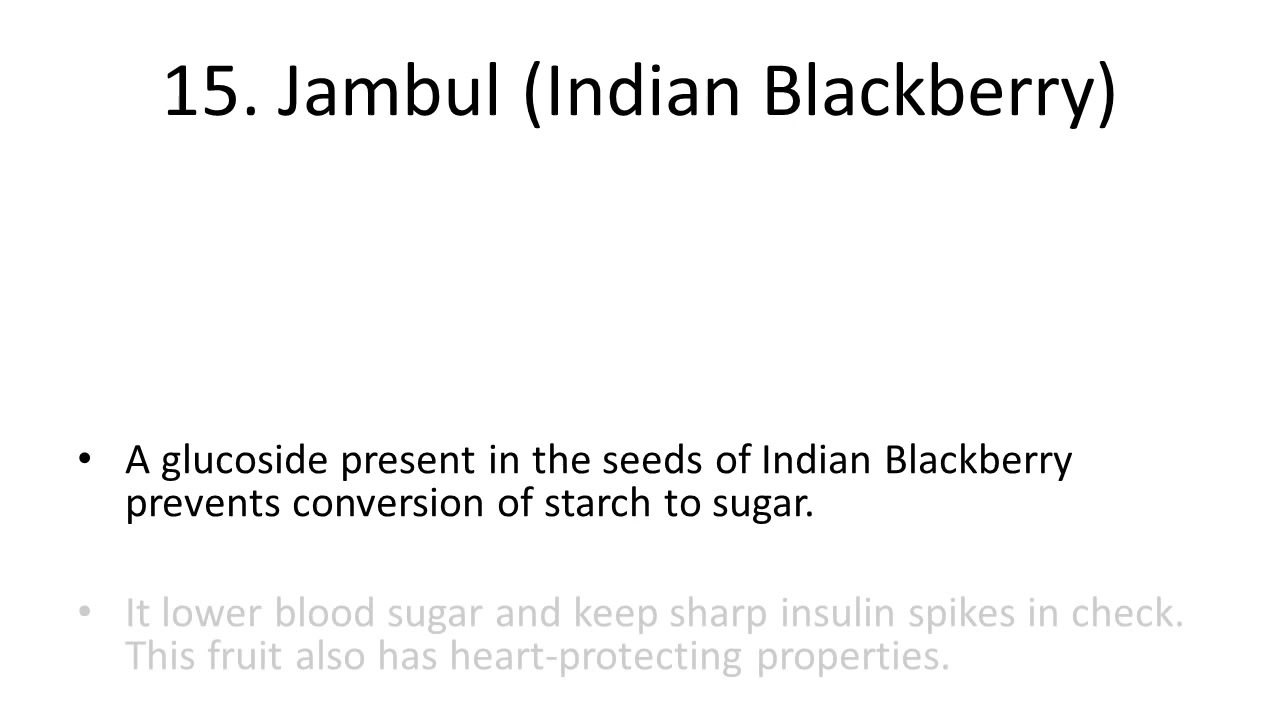 15. Jambul (Indian Blackberry)
• A glucoside present in the seeds of Indian Blackberry
prevents conversion of starch to sugar.
• It lower blood sugar and keep sharp insulin spikes in check.
This fruit also has heart-protecting properties.